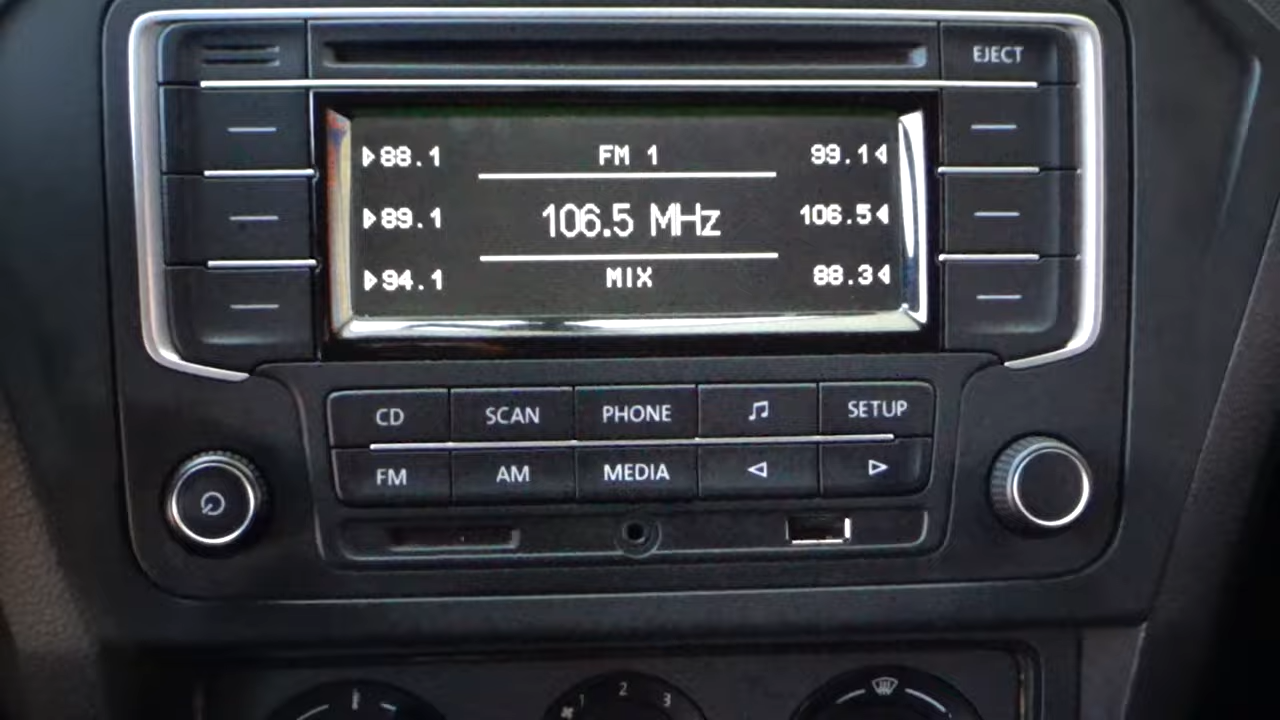 EJECT
88.1 FM 1 99.1
89.1 106.5 MHz 106.5
94.1 MIX 88.3
CD SCAN PHONE SETUP
FM AM MEDIA
1 2 3